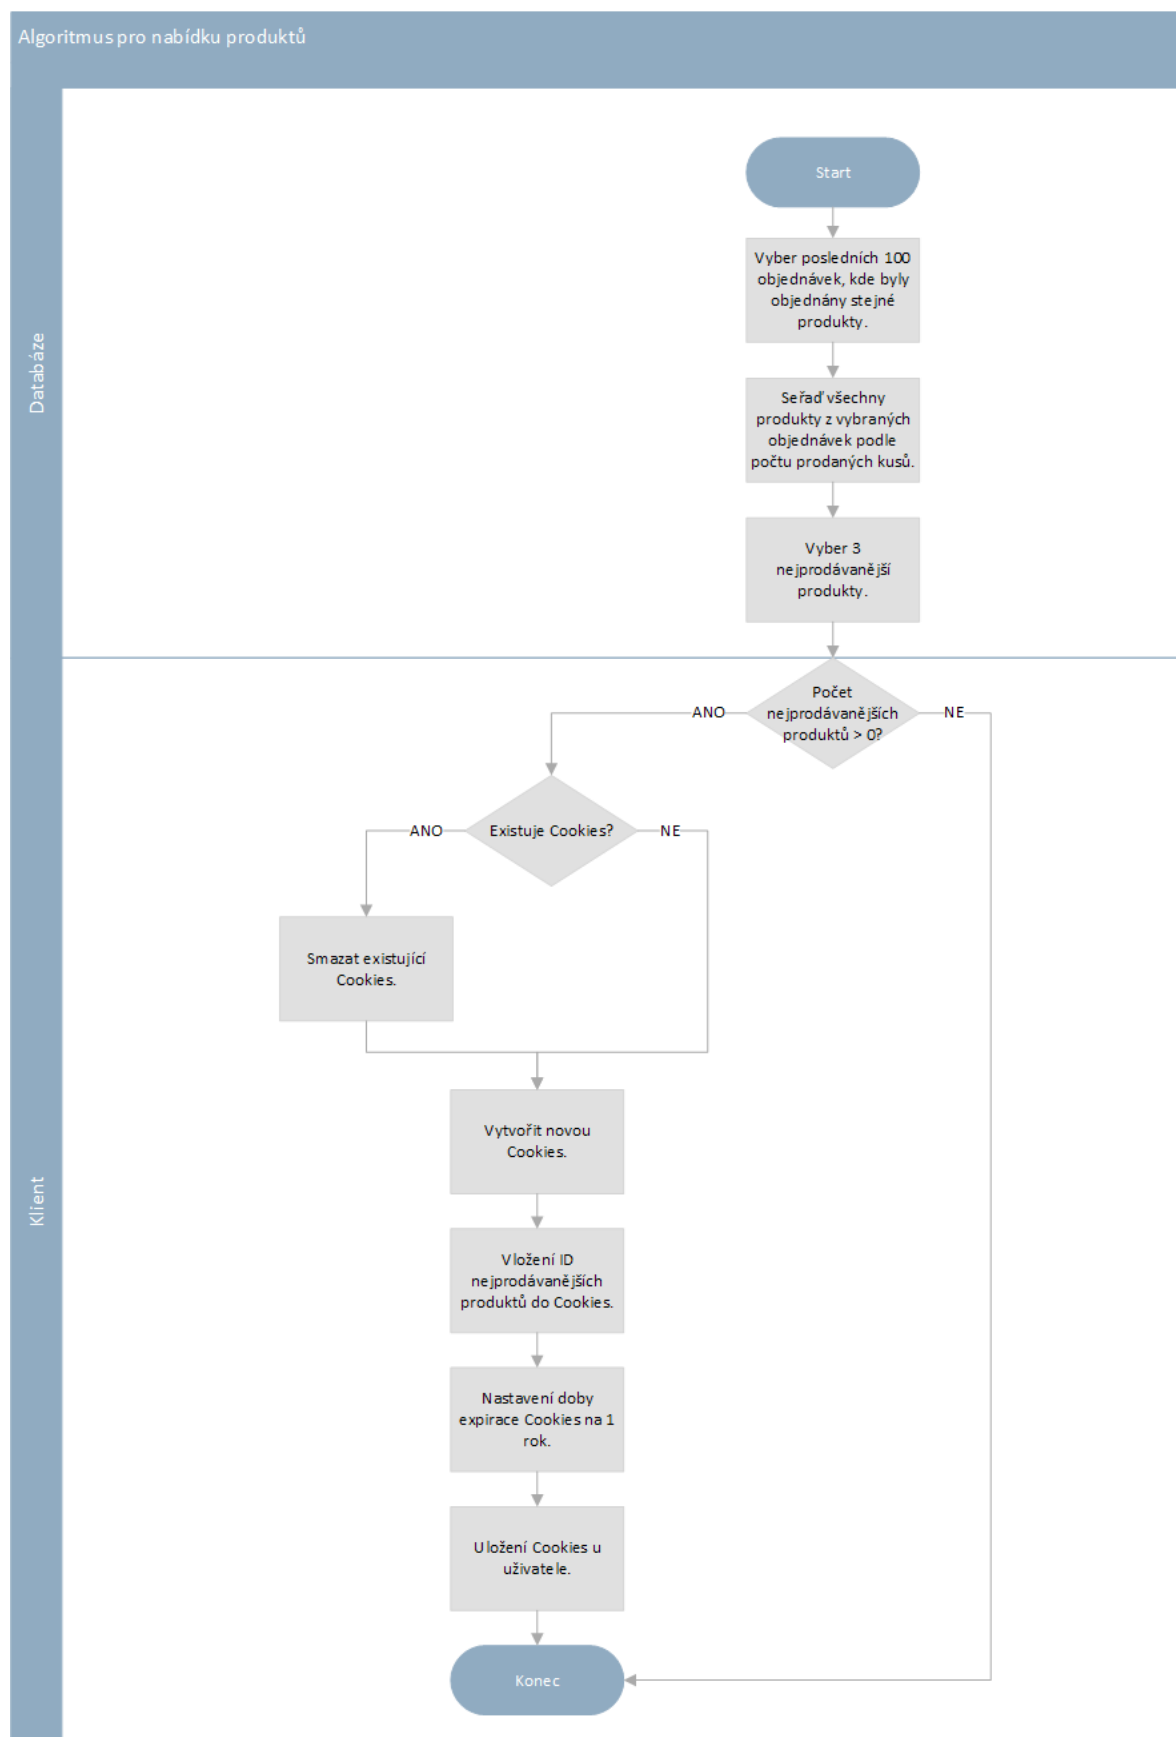 Algoritmus pro nabídku produktů
Databáze
Start
Vyber posledních 100
objednávek, kde byly
objednány stejné
produkty.
Seřaď všechny
produkty z vybraných
objednávek podle
počtu prodaných kusů.
Vyber 3
nejprodávanější
produkty.
Klient
Počet
nejprodávanějších
produktů > 0?
ANO
NE
Existuje Cookies?
ANO
NE
Smazat existující
Cookies.
Vytvořit novou
Cookies.
Vložení ID
nejprodávanějších
produktů do Cookies.
Nastavení doby
expirace Cookies na 1
rok.
Uložení Cookies u
uživatele.
Konec